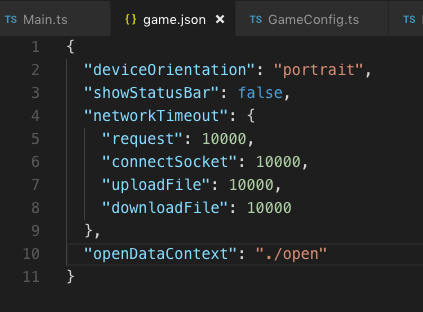 TS Main.ts {} game.json × TS GameConfig.ts TS
1 {
2 "deviceOrientation": "portrait",
3 "showStatusBar": false,
4 "networkTimeout": {
5 "request": 10000,
6 "connectSocket": 10000,
7 "uploadFile": 10000,
8 "downloadFile": 10000
9 },
10 "openDataContext": "./open"
11 }